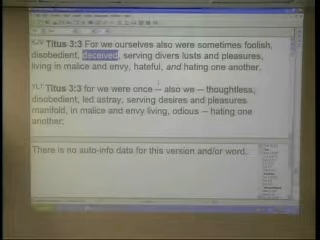 KJV Titus 3:3 For we ourselves also were sometimes foolish,
disobedient, deceived, serving divers lusts and pleasures,
living in malice and envy, hateful, and hating one another.
YLT Titus 3:3 for we were once -- also we -- thoughtless,
disobedient, led astray, serving desires and pleasures
manifold, in malice and envy living, odious -- hating one
another;
There is no auto-info data for this version and/or word.